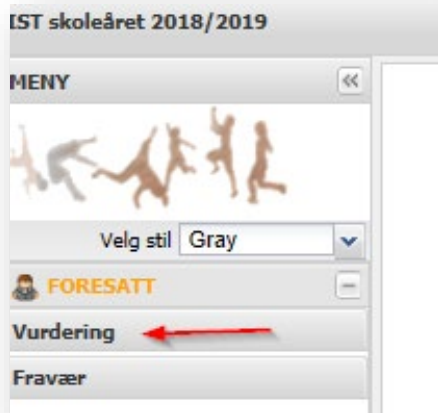 IST skoleåret 2018/2019
MENY
Velg stil Gray
FORESATT
Vurdering
Fravær